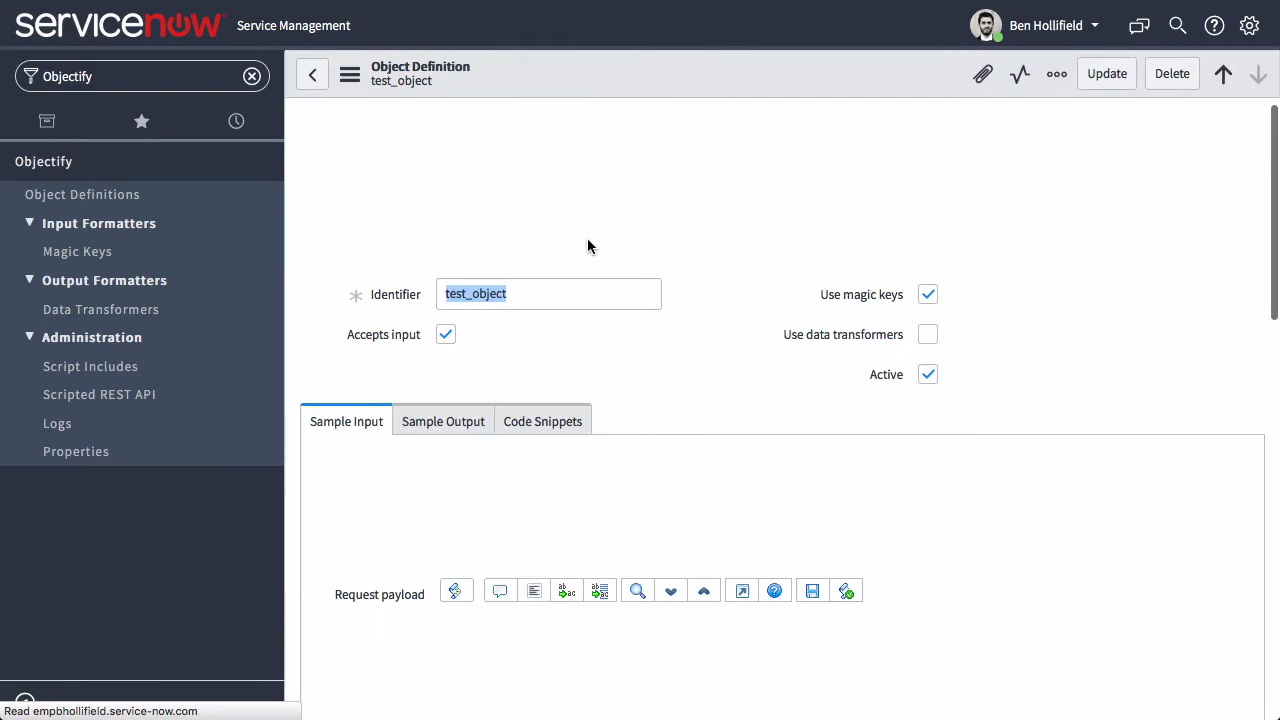 servicenow Service Management
Ben Hollifield
Objectify
Objectify
Object Definitions
Input Formatters
Magic Keys
Output Formatters
Data Transformers
Administration
Script Includes
Scripted REST API
Logs
Properties
Read empbhollifield.service-now.com
Object Definition
test_object
Update
Delete
Identifier
test_object
Use magic keys
Accepts input
Use data transformers
Active
Sample Input
Sample Output
Code Snippets
Request payload